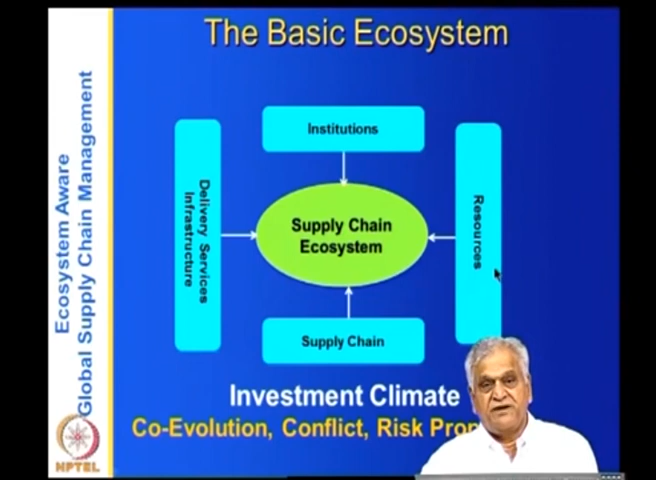 The Basic Ecosystem
Ecosystem Aware
Global Supply Chain Management
Institutions
Delivery Services
Infrastructure
Supply Chain
Ecosystem
Resources
Supply Chain
Investment Climate
Co-Evolution, Conflict, Risk
NPTEL